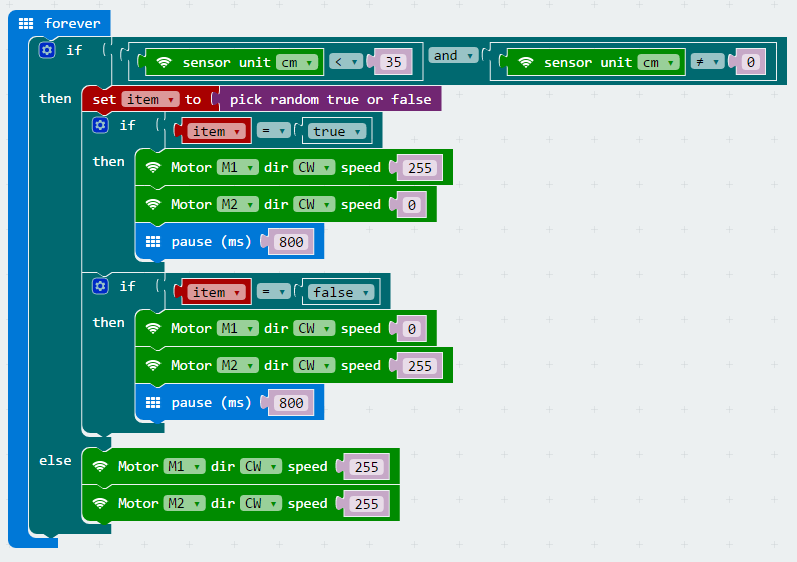 forever
if sensor unit cm < 35 and sensor unit cm ≠ 0
then set item to pick random true or false
if item = true
then Motor M1 dir CW speed 255
Motor M2 dir CW speed 0
pause (ms) 800
if item = false
then Motor M1 dir CW speed 0
Motor M2 dir CW speed 255
pause (ms) 800
else Motor M1 dir CW speed 255
Motor M2 dir CW speed 255